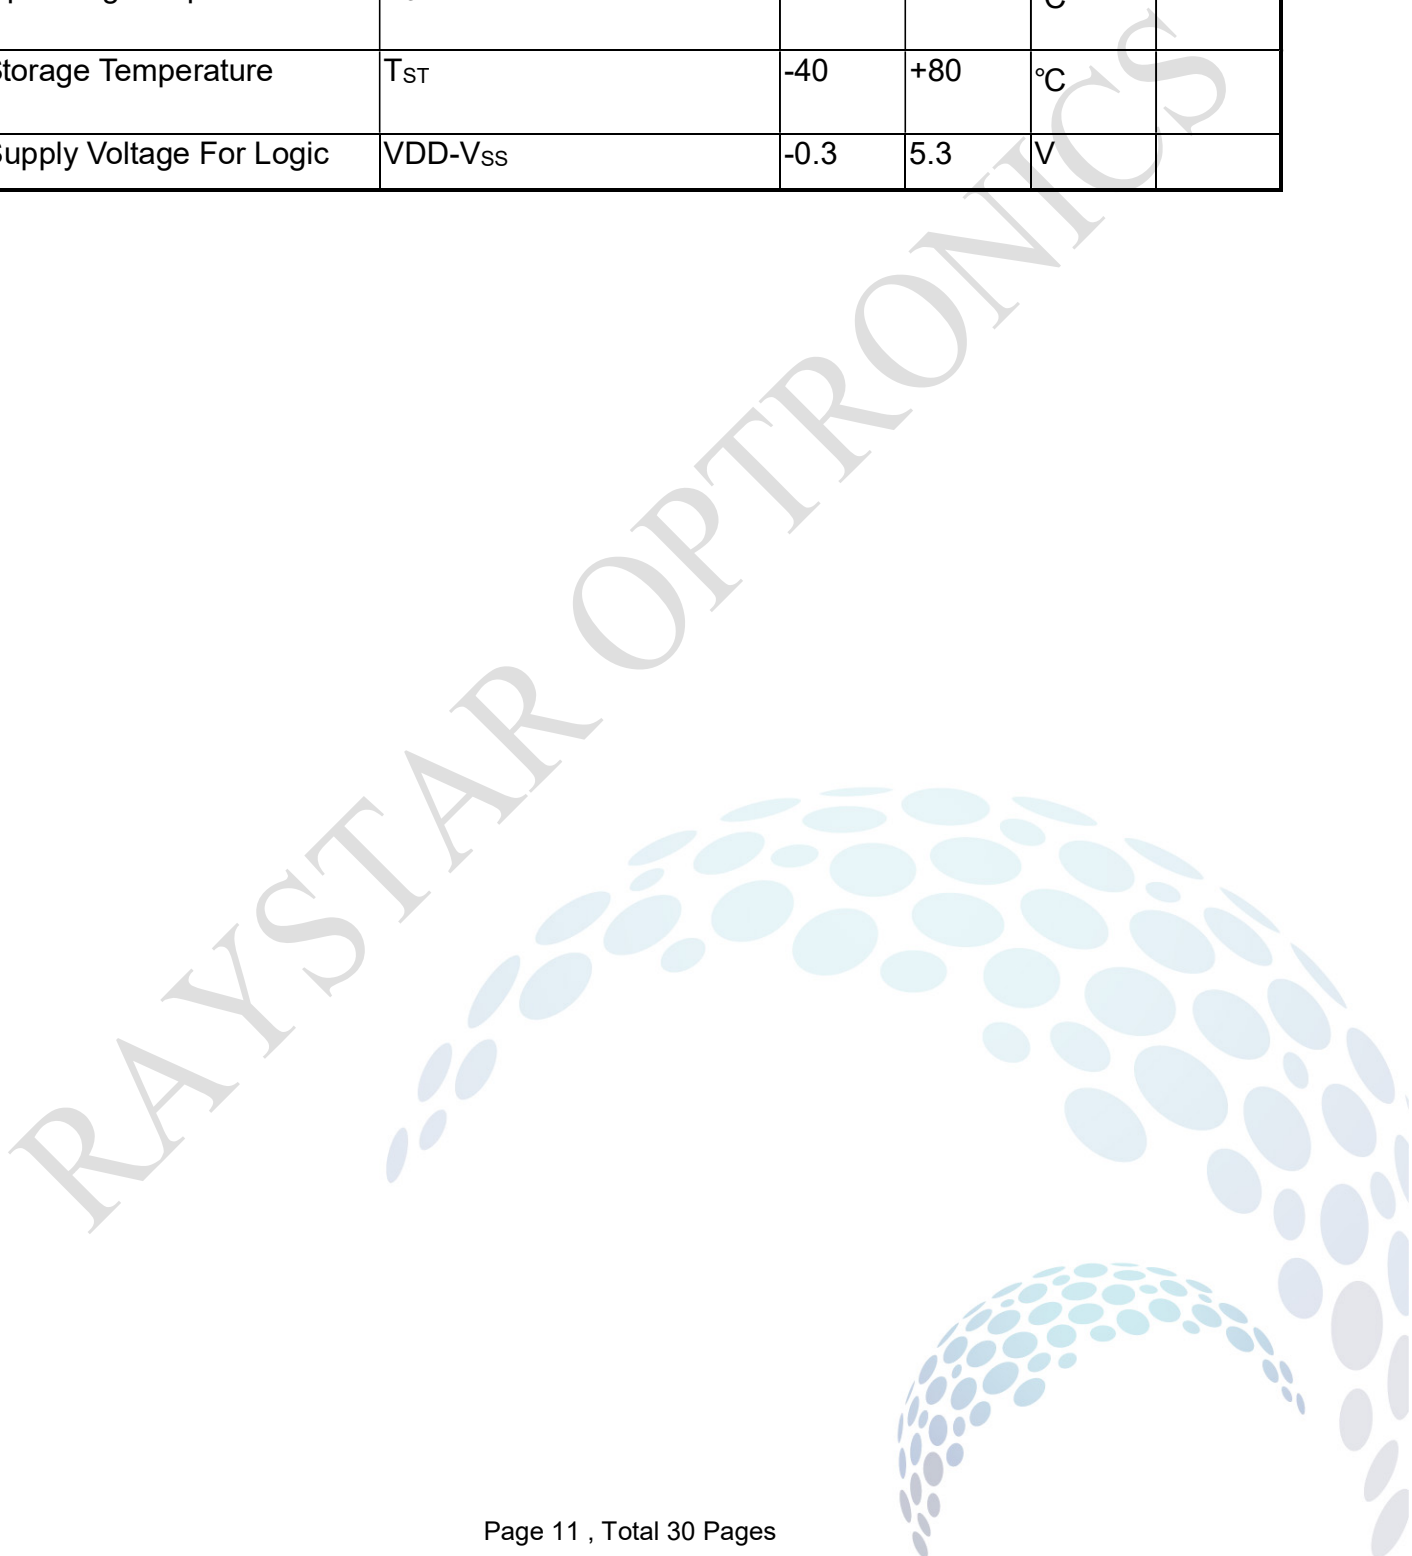 ℃
Storage Temperature TST -40 +80 ℃
Supply Voltage For Logic VDD-VSS -0.3 5.3 V
RAYSTAR OPTRONICS
Page 11 , Total 30 Pages